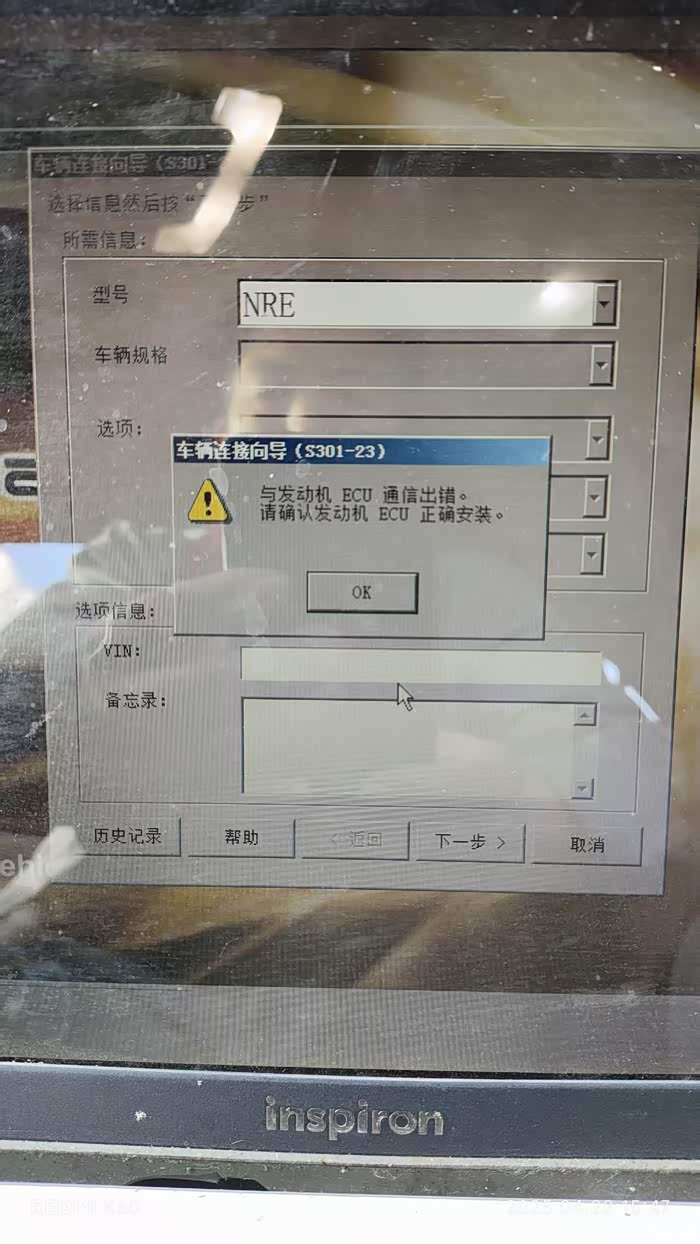 车辆连接向导（S301-
选择信息然后按“ 步”
所需信息：
型号
NRE
车辆规格
选项：
车辆连接向导（S301-23）
与发动机 ECU 通信出错。
请确认发动机 ECU 正确安装。
OK
选项信息：
VIN:
备忘录：
历史记录
帮助
< 返回
下一步 >
取消
inspiron